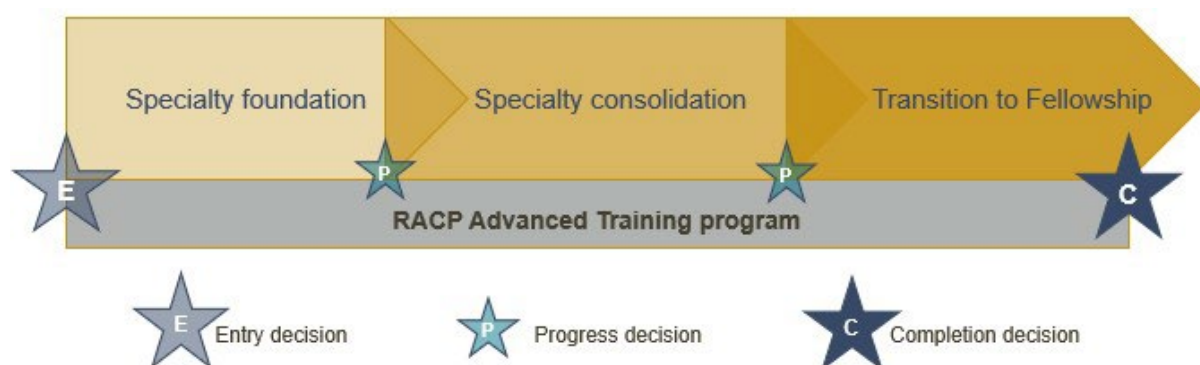 Specialty foundation
Specialty consolidation
Transition to Fellowship
E
P
P
C
RACP Advanced Training program
E
Entry decision
P
Progress decision
C
Completion decision